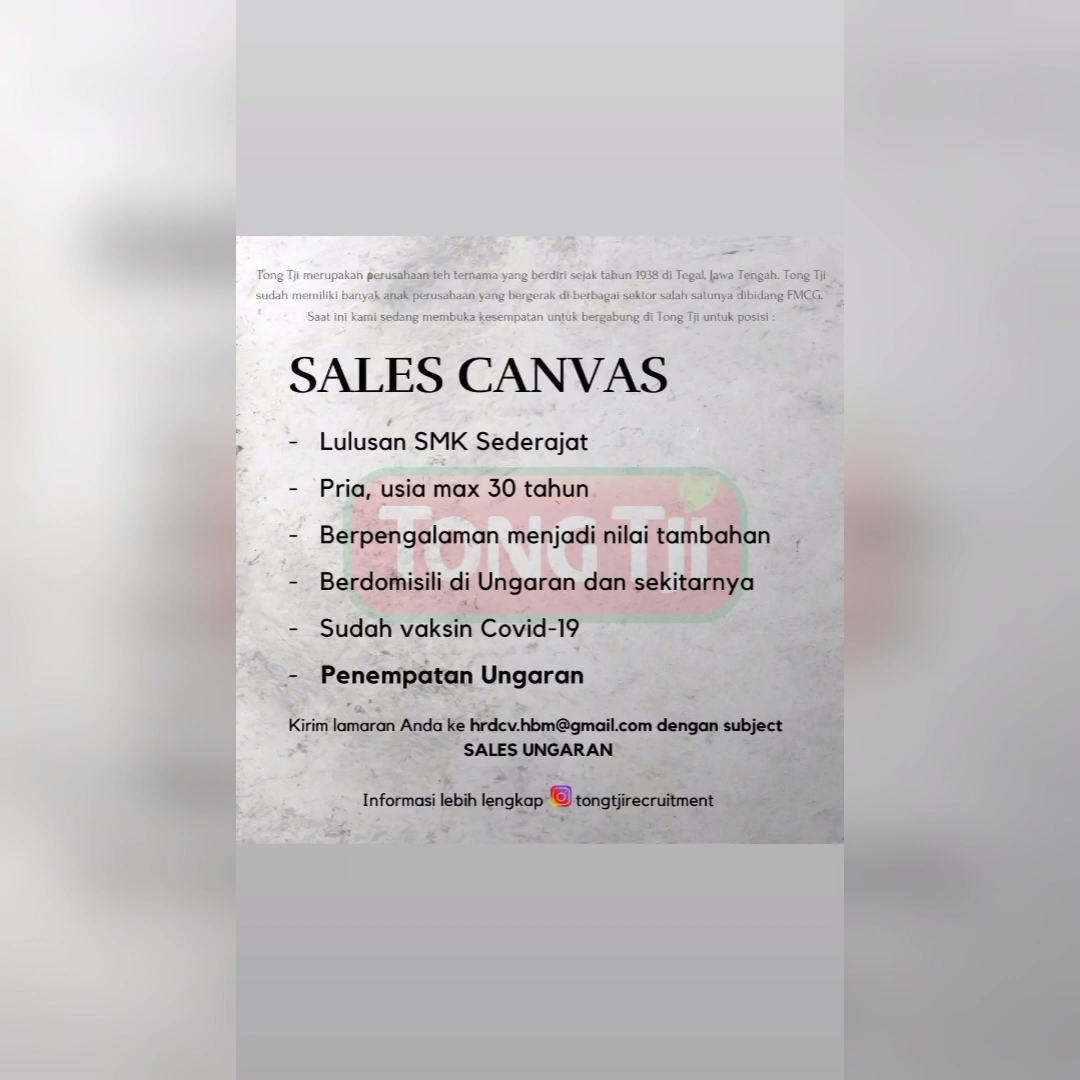 Tong Tji merupakan perusahaan teh ternama yang berdiri sejak tahun 1938 di Tegal, Jawa Tengah. Tong Tji
sudah memiliki banyak anak perusahaan yang bergerak di berbagai sektor salah satunya dibidang FMCG.
Saat ini kami sedang membuka kesempatan untuk bergabung di Tong Tji untuk posisi :
SALES CANVAS
- Lulusan SMK Sederajat
- Pria, usia max 30 tahun
- Berpengalaman menjadi nilai tambahan
- Berdomisili di Ungaran dan sekitarnya
- Sudah vaksin Covid-19
- Penempatan Ungaran
TONG TJI
Kirim lamaran Anda ke hrdcv.hbm@gmail.com dengan subject
SALES UNGARAN
Informasi lebih lengkap tongtjirecruitment